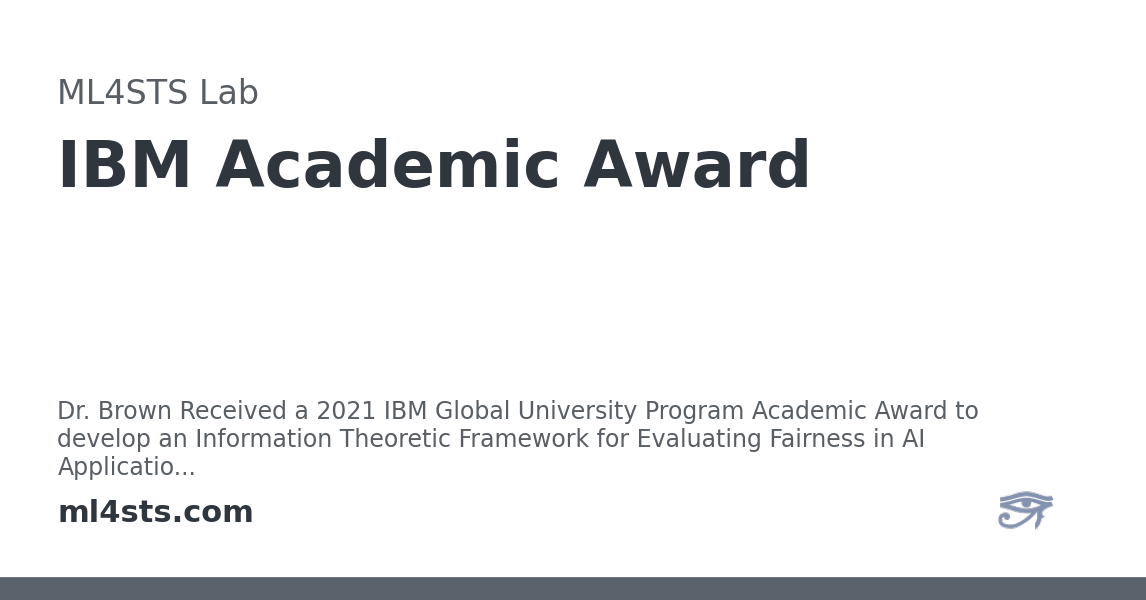 ML4STS Lab
IBM Academic Award
Dr. Brown Received a 2021 IBM Global University Program Academic Award to
develop an Information Theoretic Framework for Evaluating Fairness in AI
Applicatio...
ml4sts.com